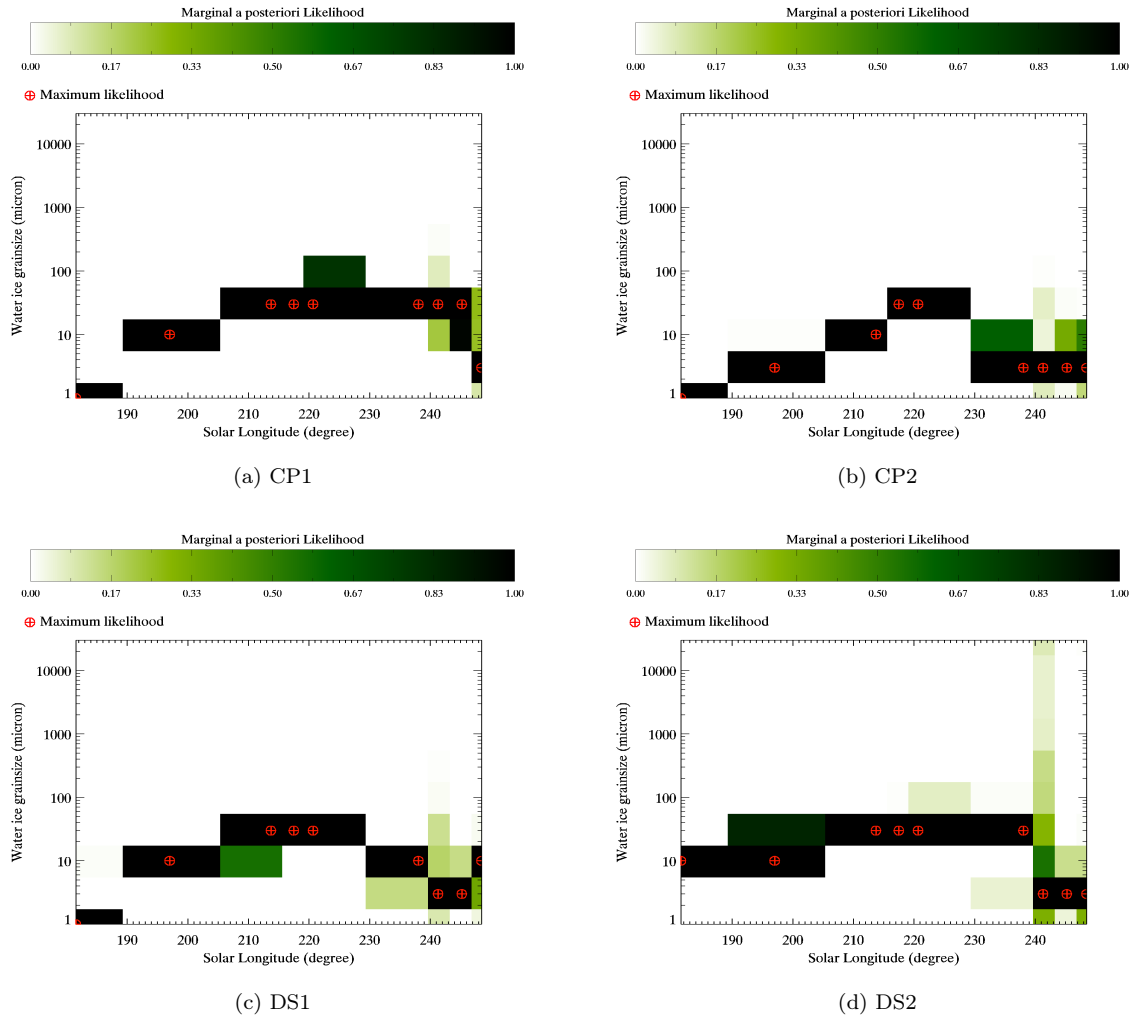 Marginal a posteriori Likelihood
0.00 0.17 0.33 0.50 0.67 0.83 1.00
Maximum likelihood
Water ice grainsize (micron)
10000
1000
100
10
1
190 200 210 220 230 240
Solar Longitude (degree)
(a) CP1
Marginal a posteriori Likelihood
0.00 0.17 0.33 0.50 0.67 0.83 1.00
Maximum likelihood
Water ice grainsize (micron)
10000
1000
100
10
1
190 200 210 220 230 240
Solar Longitude (degree)
(b) CP2
Marginal a posteriori Likelihood
0.00 0.17 0.33 0.50 0.67 0.83 1.00
Maximum likelihood
Water ice grainsize (micron)
10000
1000
100
10
1
190 200 210 220 230 240
Solar Longitude (degree)
(c) DS1
Marginal a posteriori Likelihood
0.00 0.17 0.33 0.50 0.67 0.83 1.00
Maximum likelihood
Water ice grainsize (micron)
10000
1000
100
10
1
190 200 210 220 230 240
Solar Longitude (degree)
(d) DS2